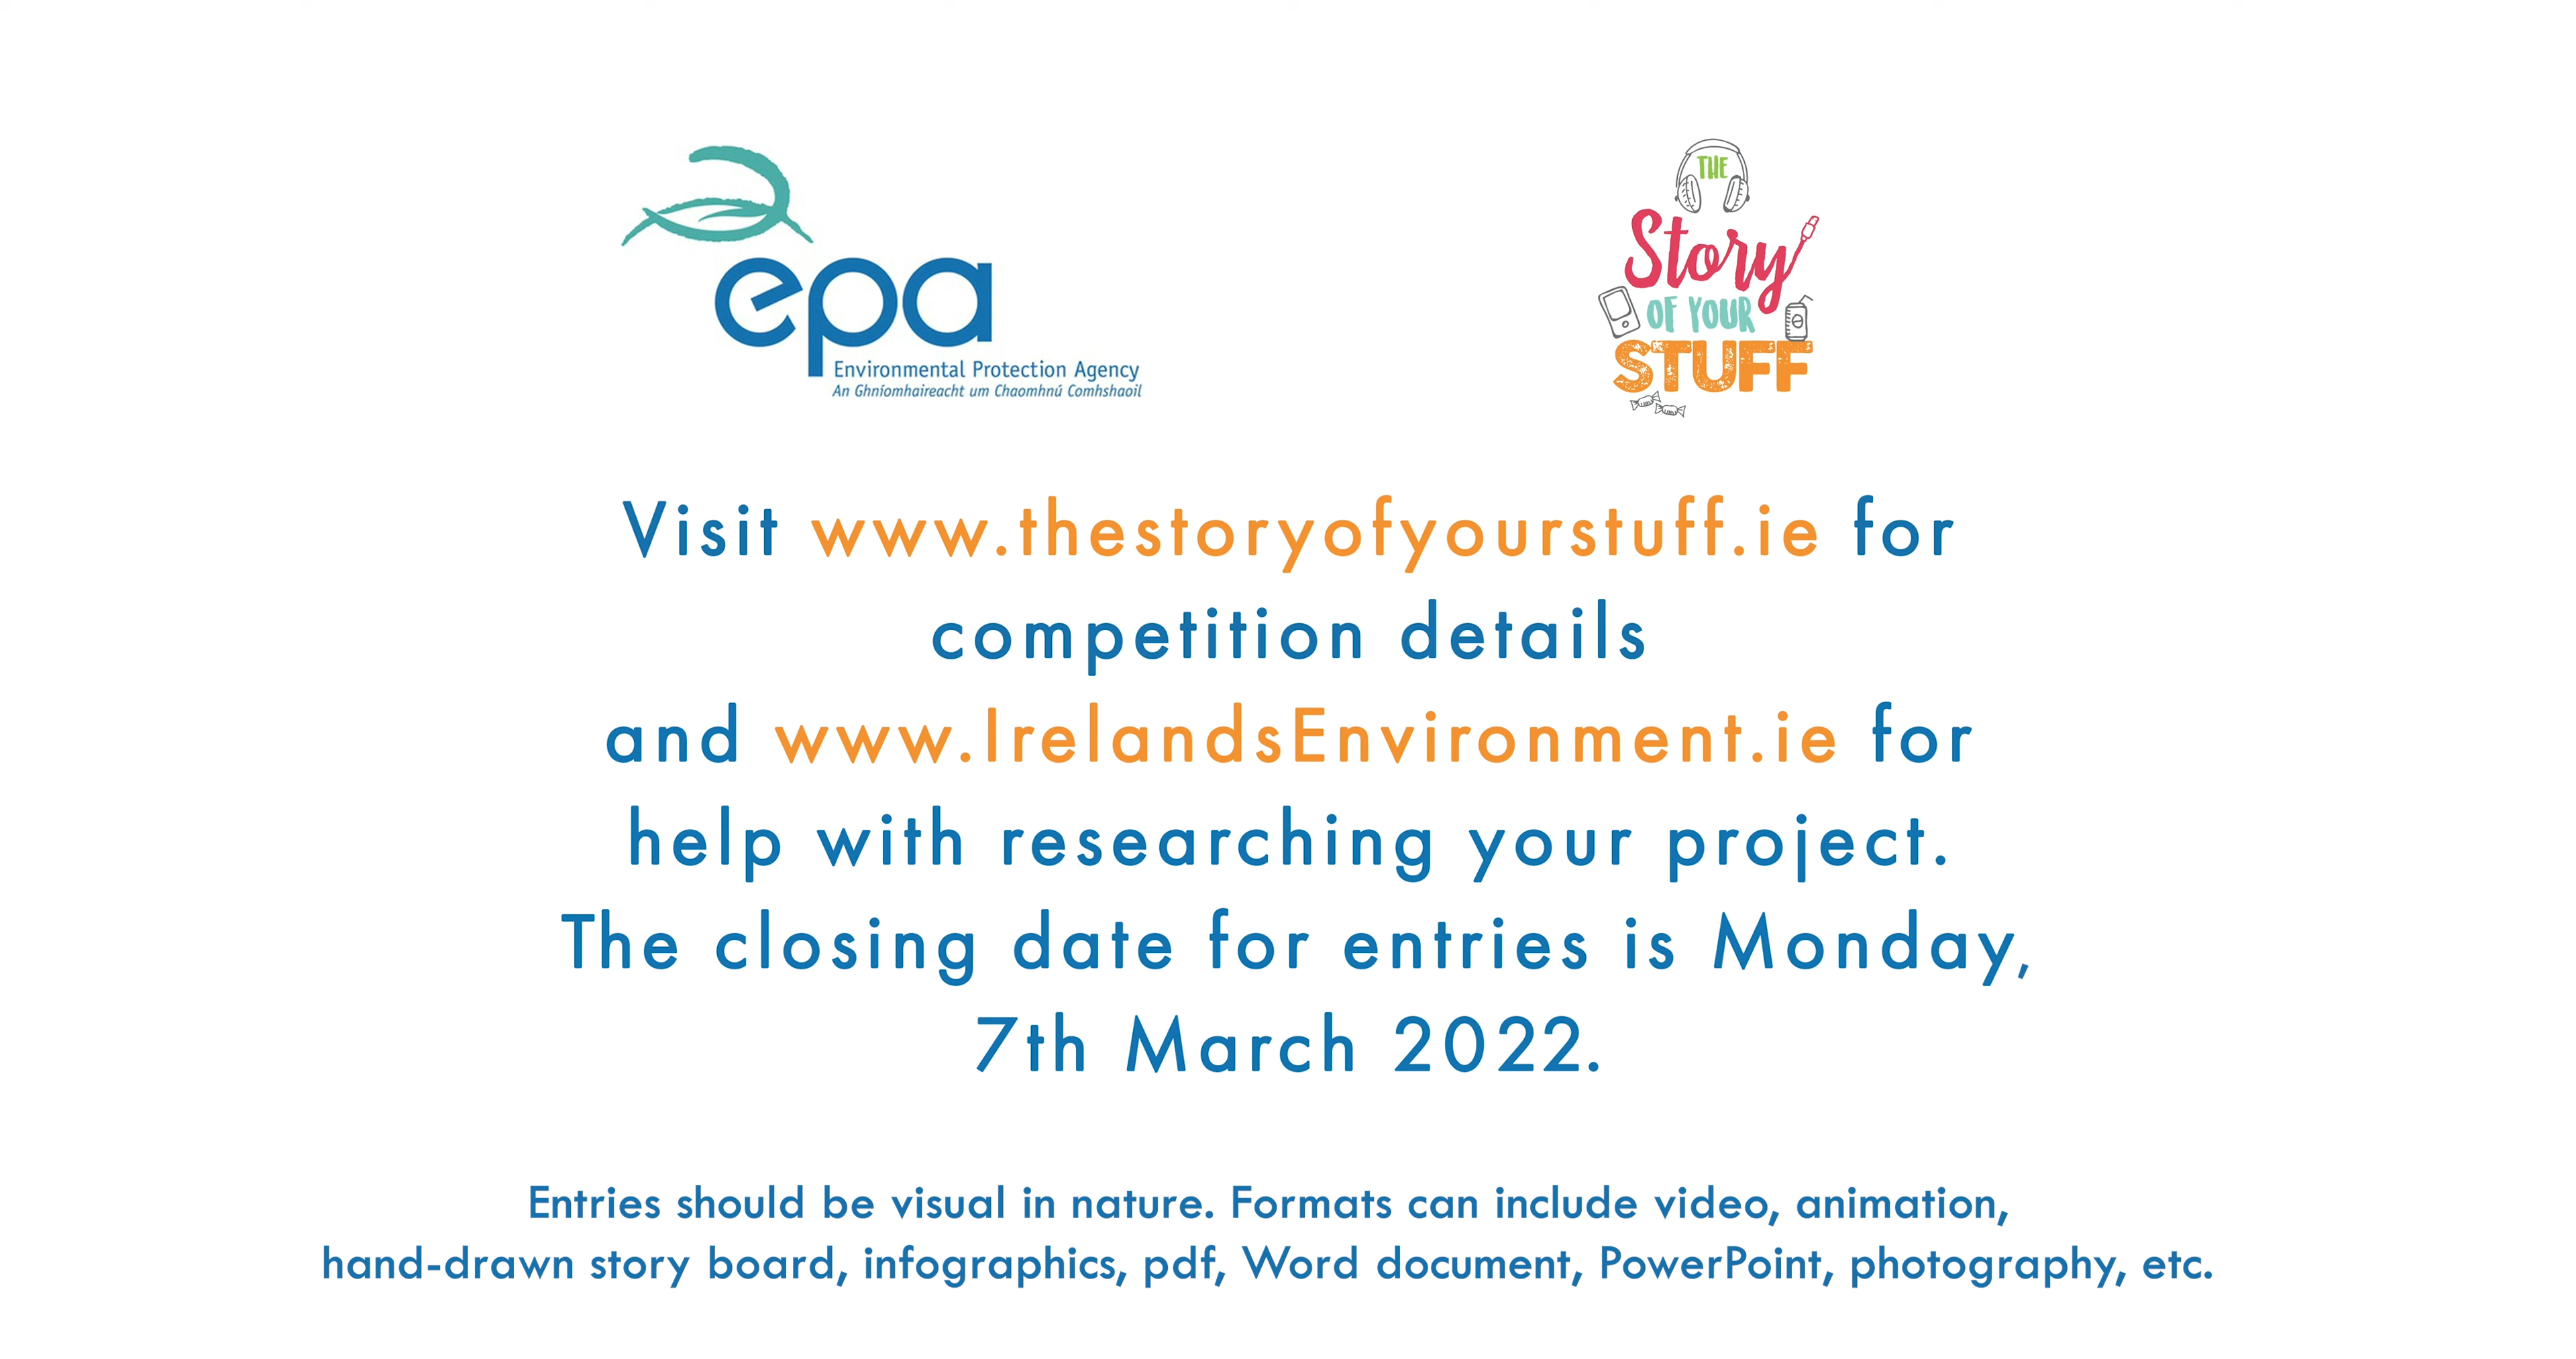 epa
Environmental Protection Agency
An Ghníomhaireacht um Chaomhnú Comhshaoil
THE
Story
OF YOUR
STUFF
Visit www.thestoryofyourstuff.ie for
competition details
and www.IrelandsEnvironment.ie for
help with researching your project.
The closing date for entries is Monday,
7th March 2022.
Entries should be visual in nature. Formats can include video, animation,
hand-drawn story board, infographics, pdf, Word document, PowerPoint, photography, etc.